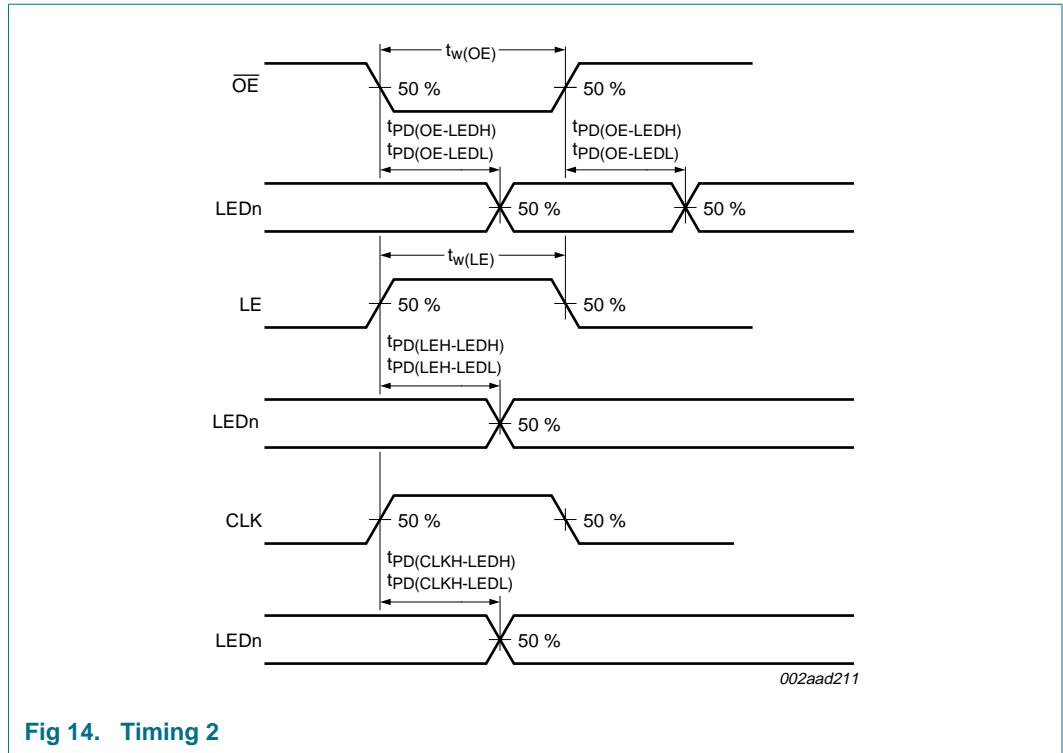 tw(OE)
OE
50 %
50 %
tPD(OE-LEDH)
tPD(OE-LEDL)
tPD(OE-LEDH)
tPD(OE-LEDL)
LEDn
50 %
50 %
tw(LE)
LE
50 %
50 %
tPD(LEH-LEDH)
tPD(LEH-LEDL)
LEDn
50 %
CLK
50 %
50 %
tPD(CLKH-LEDH)
tPD(CLKH-LEDL)
LEDn
50 %
002aad211
Fig 14. Timing 2